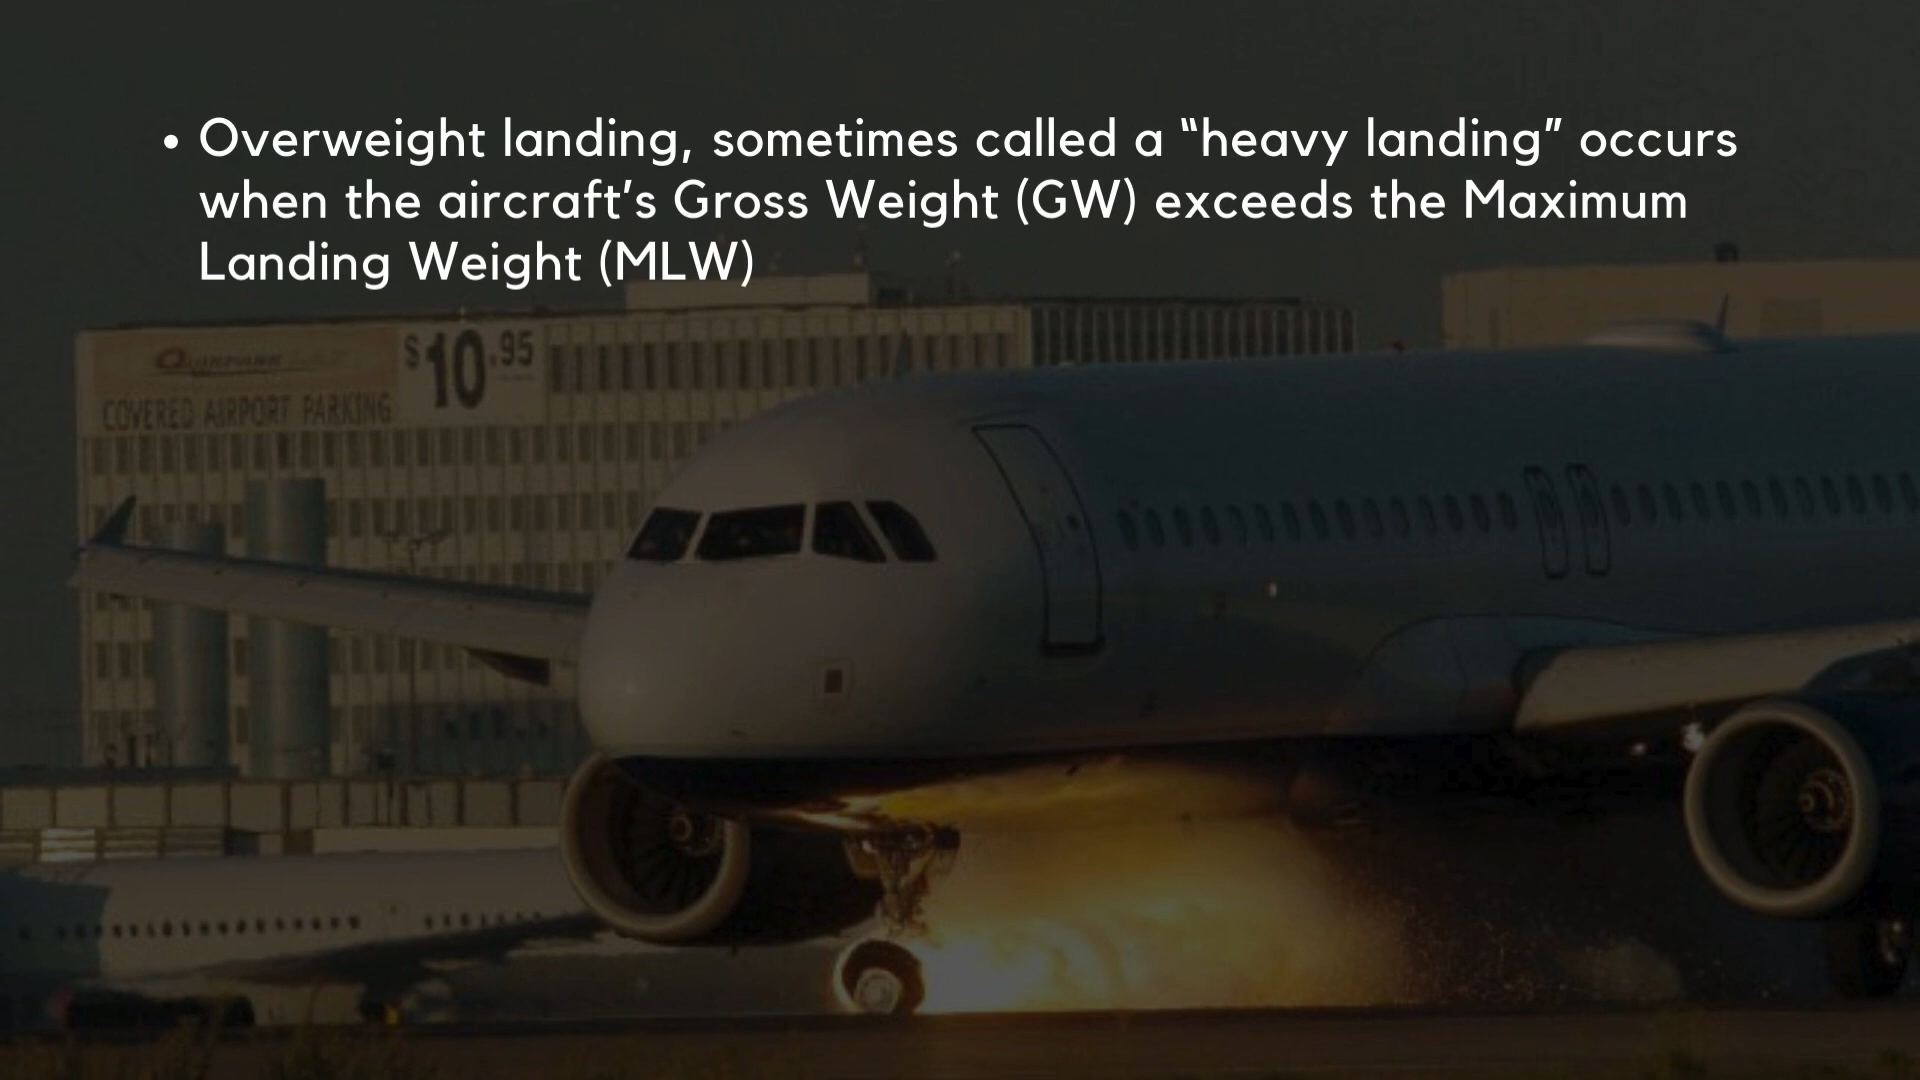 • Overweight landing, sometimes called a “heavy landing” occurs
when the aircraft’s Gross Weight (GW) exceeds the Maximum
Landing Weight (MLW)
$10.95
COVERED AIRPORT PARKING